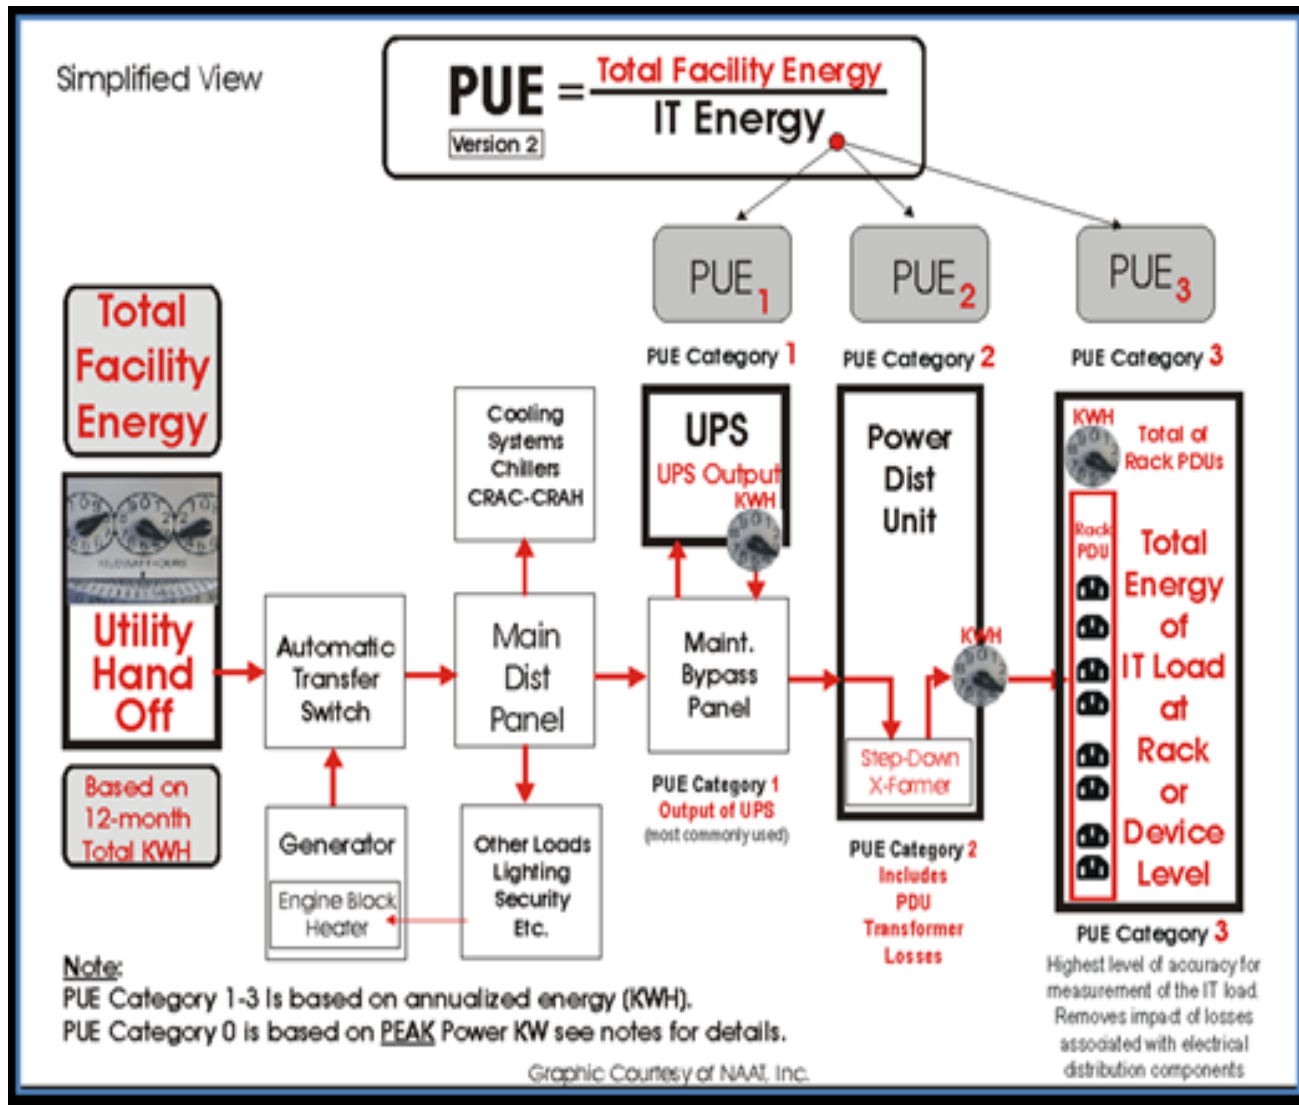 Simplified View
PUE = Total Facility Energy
IT Energy
Version 2
PUE 1
PUE 2
PUE 3
PUE Category 1
PUE Category 2
PUE Category 3
Total
Facility
Energy
Utility
Hand
Off
Based on
12-month
Total KWH
Automatic
Transfer
Switch
Generator
Engine Block
Heater
Cooling
Systems
Chillers
CRAC-CRAH
Main
Dist
Panel
Other Loads
Lighting
Security
Etc.
UPS
UPS Output
KWH
Maint.
Bypass
Panel
PUE Category 1
Output of UPS
(most commonly used)
Power
Dist
Unit
KWH
Step-Down
X-Former
PUE Category 2
Includes
PDU
Transformer
Losses
KWH
Total of
Rack PDUs
Rack
PDU
Total
Energy
of
IT Load
at
Rack
or
Device
Level
PUE Category 3
Highest level of accuracy for
measurement of the IT load.
Removes impact of losses
associated with electrical
distribution components
Note:
PUE Category 1-3 Is based on annualized energy (KWH).
PUE Category 0 is based on PEAK Power KW see notes for details.
Graphic Courtesy of NAAT, Inc.